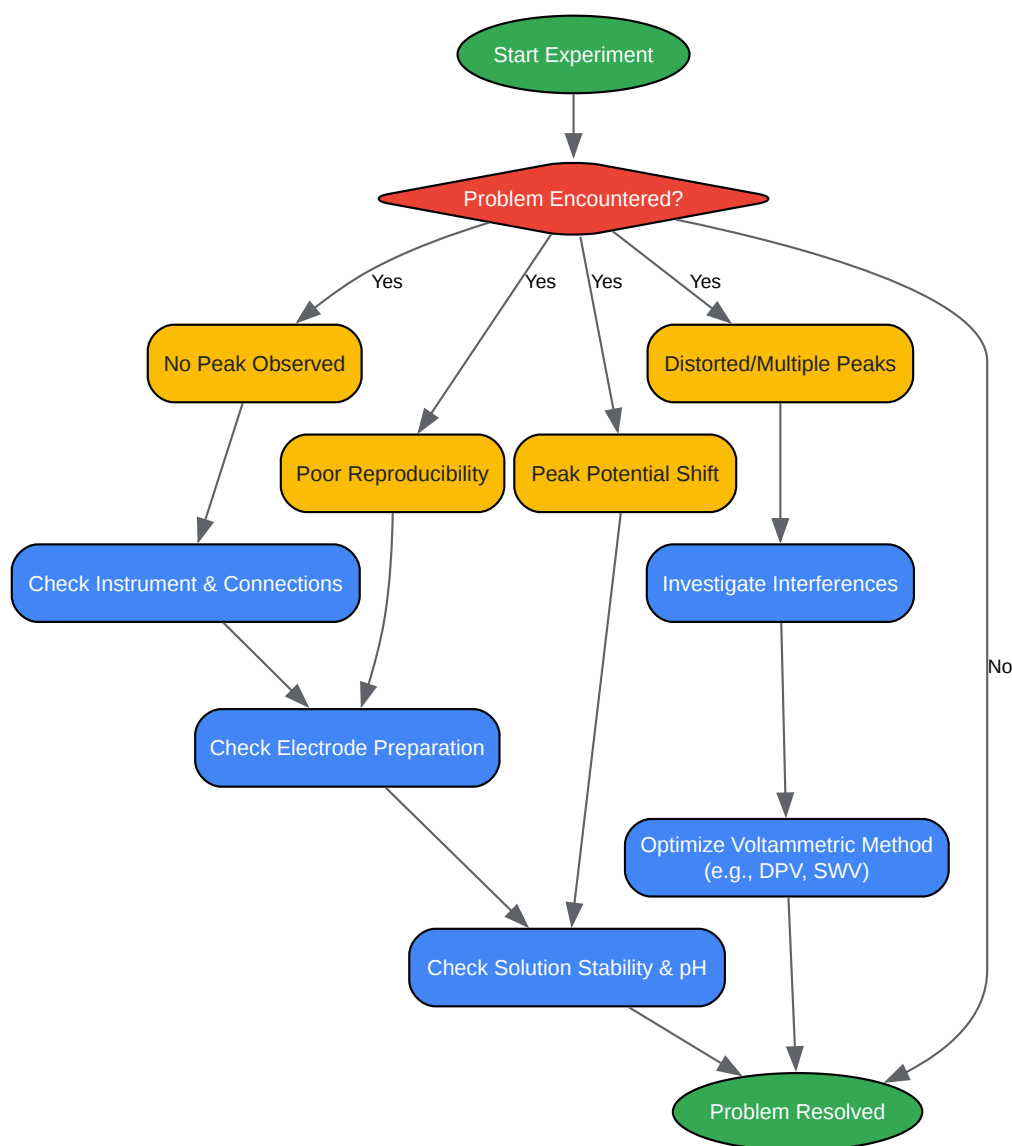 Start Experiment
Problem Encountered?
Yes
Yes
Yes
Yes
No Peak Observed
Distorted/Multiple Peaks
Poor Reproducibility
Peak Potential Shift
Check Instrument & Connections
Investigate Interferences
No
Check Electrode Preparation
Optimize Voltammetric Method
(e.g., DPV, SWV)
Check Solution Stability & pH
Problem Resolved